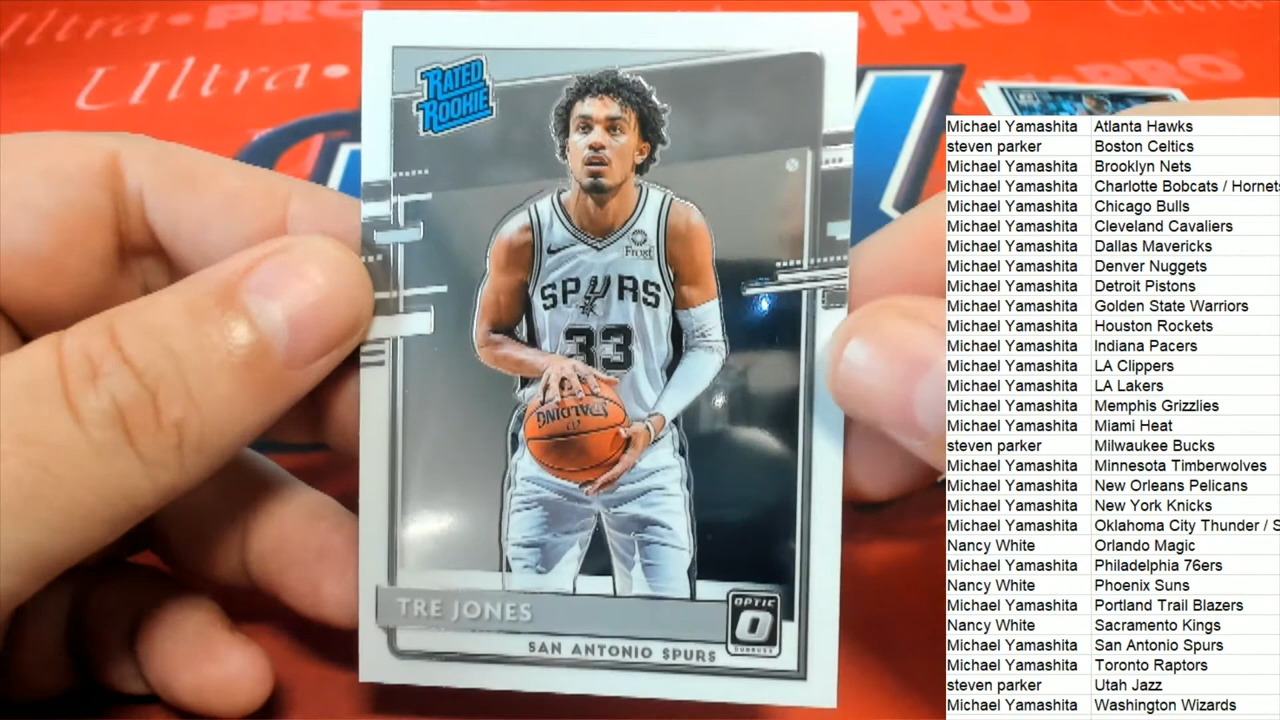 Ultra•PRO
PRO
Ultra•
PRO
RATED
ROOKIE
Frost
SPURS
33
SPALDING
TRE JONES
OPTIC
DONRUSS
SAN ANTONIO SPURS
Michael Yamashita Atlanta Hawks
steven parker Boston Celtics
Michael Yamashita Brooklyn Nets
Michael Yamashita Charlotte Bobcats / Hornets
Michael Yamashita Chicago Bulls
Michael Yamashita Cleveland Cavaliers
Michael Yamashita Dallas Mavericks
Michael Yamashita Denver Nuggets
Michael Yamashita Detroit Pistons
Michael Yamashita Golden State Warriors
Michael Yamashita Houston Rockets
Michael Yamashita Indiana Pacers
Michael Yamashita LA Clippers
Michael Yamashita LA Lakers
Michael Yamashita Memphis Grizzlies
Michael Yamashita Miami Heat
steven parker Milwaukee Bucks
Michael Yamashita Minnesota Timberwolves
Michael Yamashita New Orleans Pelicans
Michael Yamashita New York Knicks
Michael Yamashita Oklahoma City Thunder / S
Nancy White Orlando Magic
Michael Yamashita Philadelphia 76ers
Nancy White Phoenix Suns
Michael Yamashita Portland Trail Blazers
Nancy White Sacramento Kings
Michael Yamashita San Antonio Spurs
Michael Yamashita Toronto Raptors
steven parker Utah Jazz
Michael Yamashita Washington Wizards